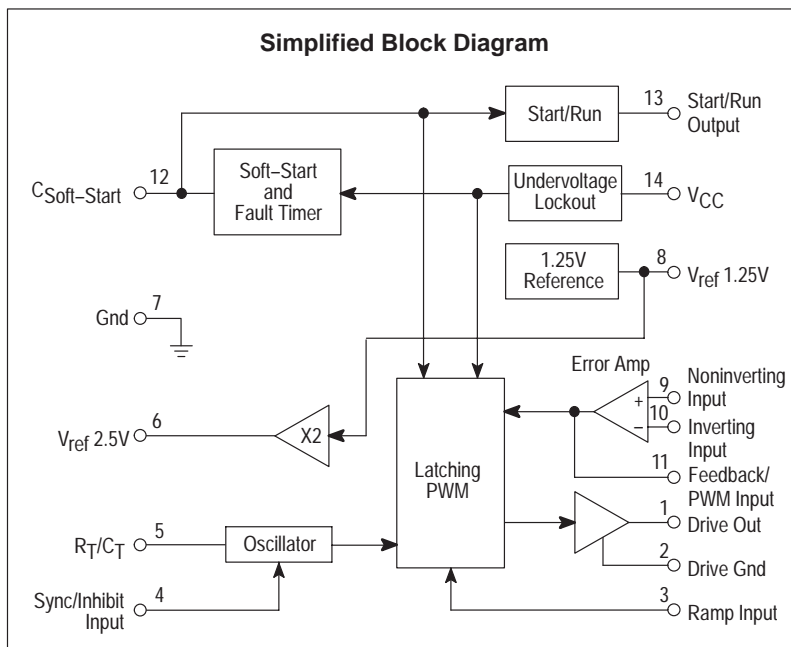 Simplified Block Diagram
13
Start/Run
Output
Start/Run
CSoft–Start
12
Soft–Start
and
Fault Timer
Undervoltage
Lockout
14
VCC
1.25V
Reference
8
Vref 1.25V
Gnd
7
Error Amp
Noninverting
Input
9
+
10
–
Inverting
Input
Vref 2.5V
6
X2
Latching
PWM
11
Feedback/
PWM Input
1
Drive Out
RT/CT
5
Oscillator
2
Drive Gnd
Sync/Inhibit
Input
4
3
Ramp Input